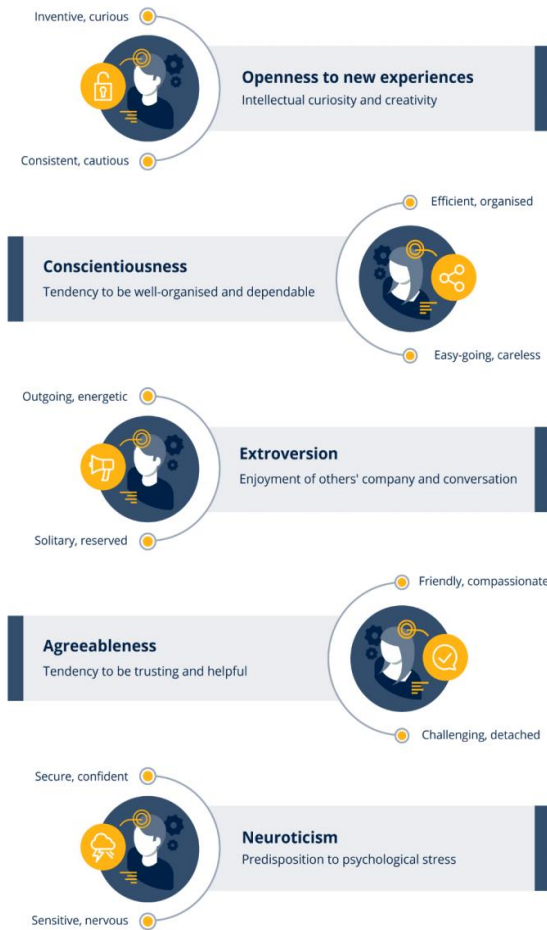 Inventive, curious
Openness to new experiences
Intellectual curiosity and creativity
Consistent, cautious
Efficient, organised
Conscientiousness
Tendency to be well-organised and dependable
Easy-going, careless
Outgoing, energetic
Extroversion
Enjoyment of others' company and conversation
Solitary, reserved
Friendly, compassionate
Agreeableness
Tendency to be trusting and helpful
Challenging, detached
Secure, confident
Neuroticism
Predisposition to psychological stress
Sensitive, nervous